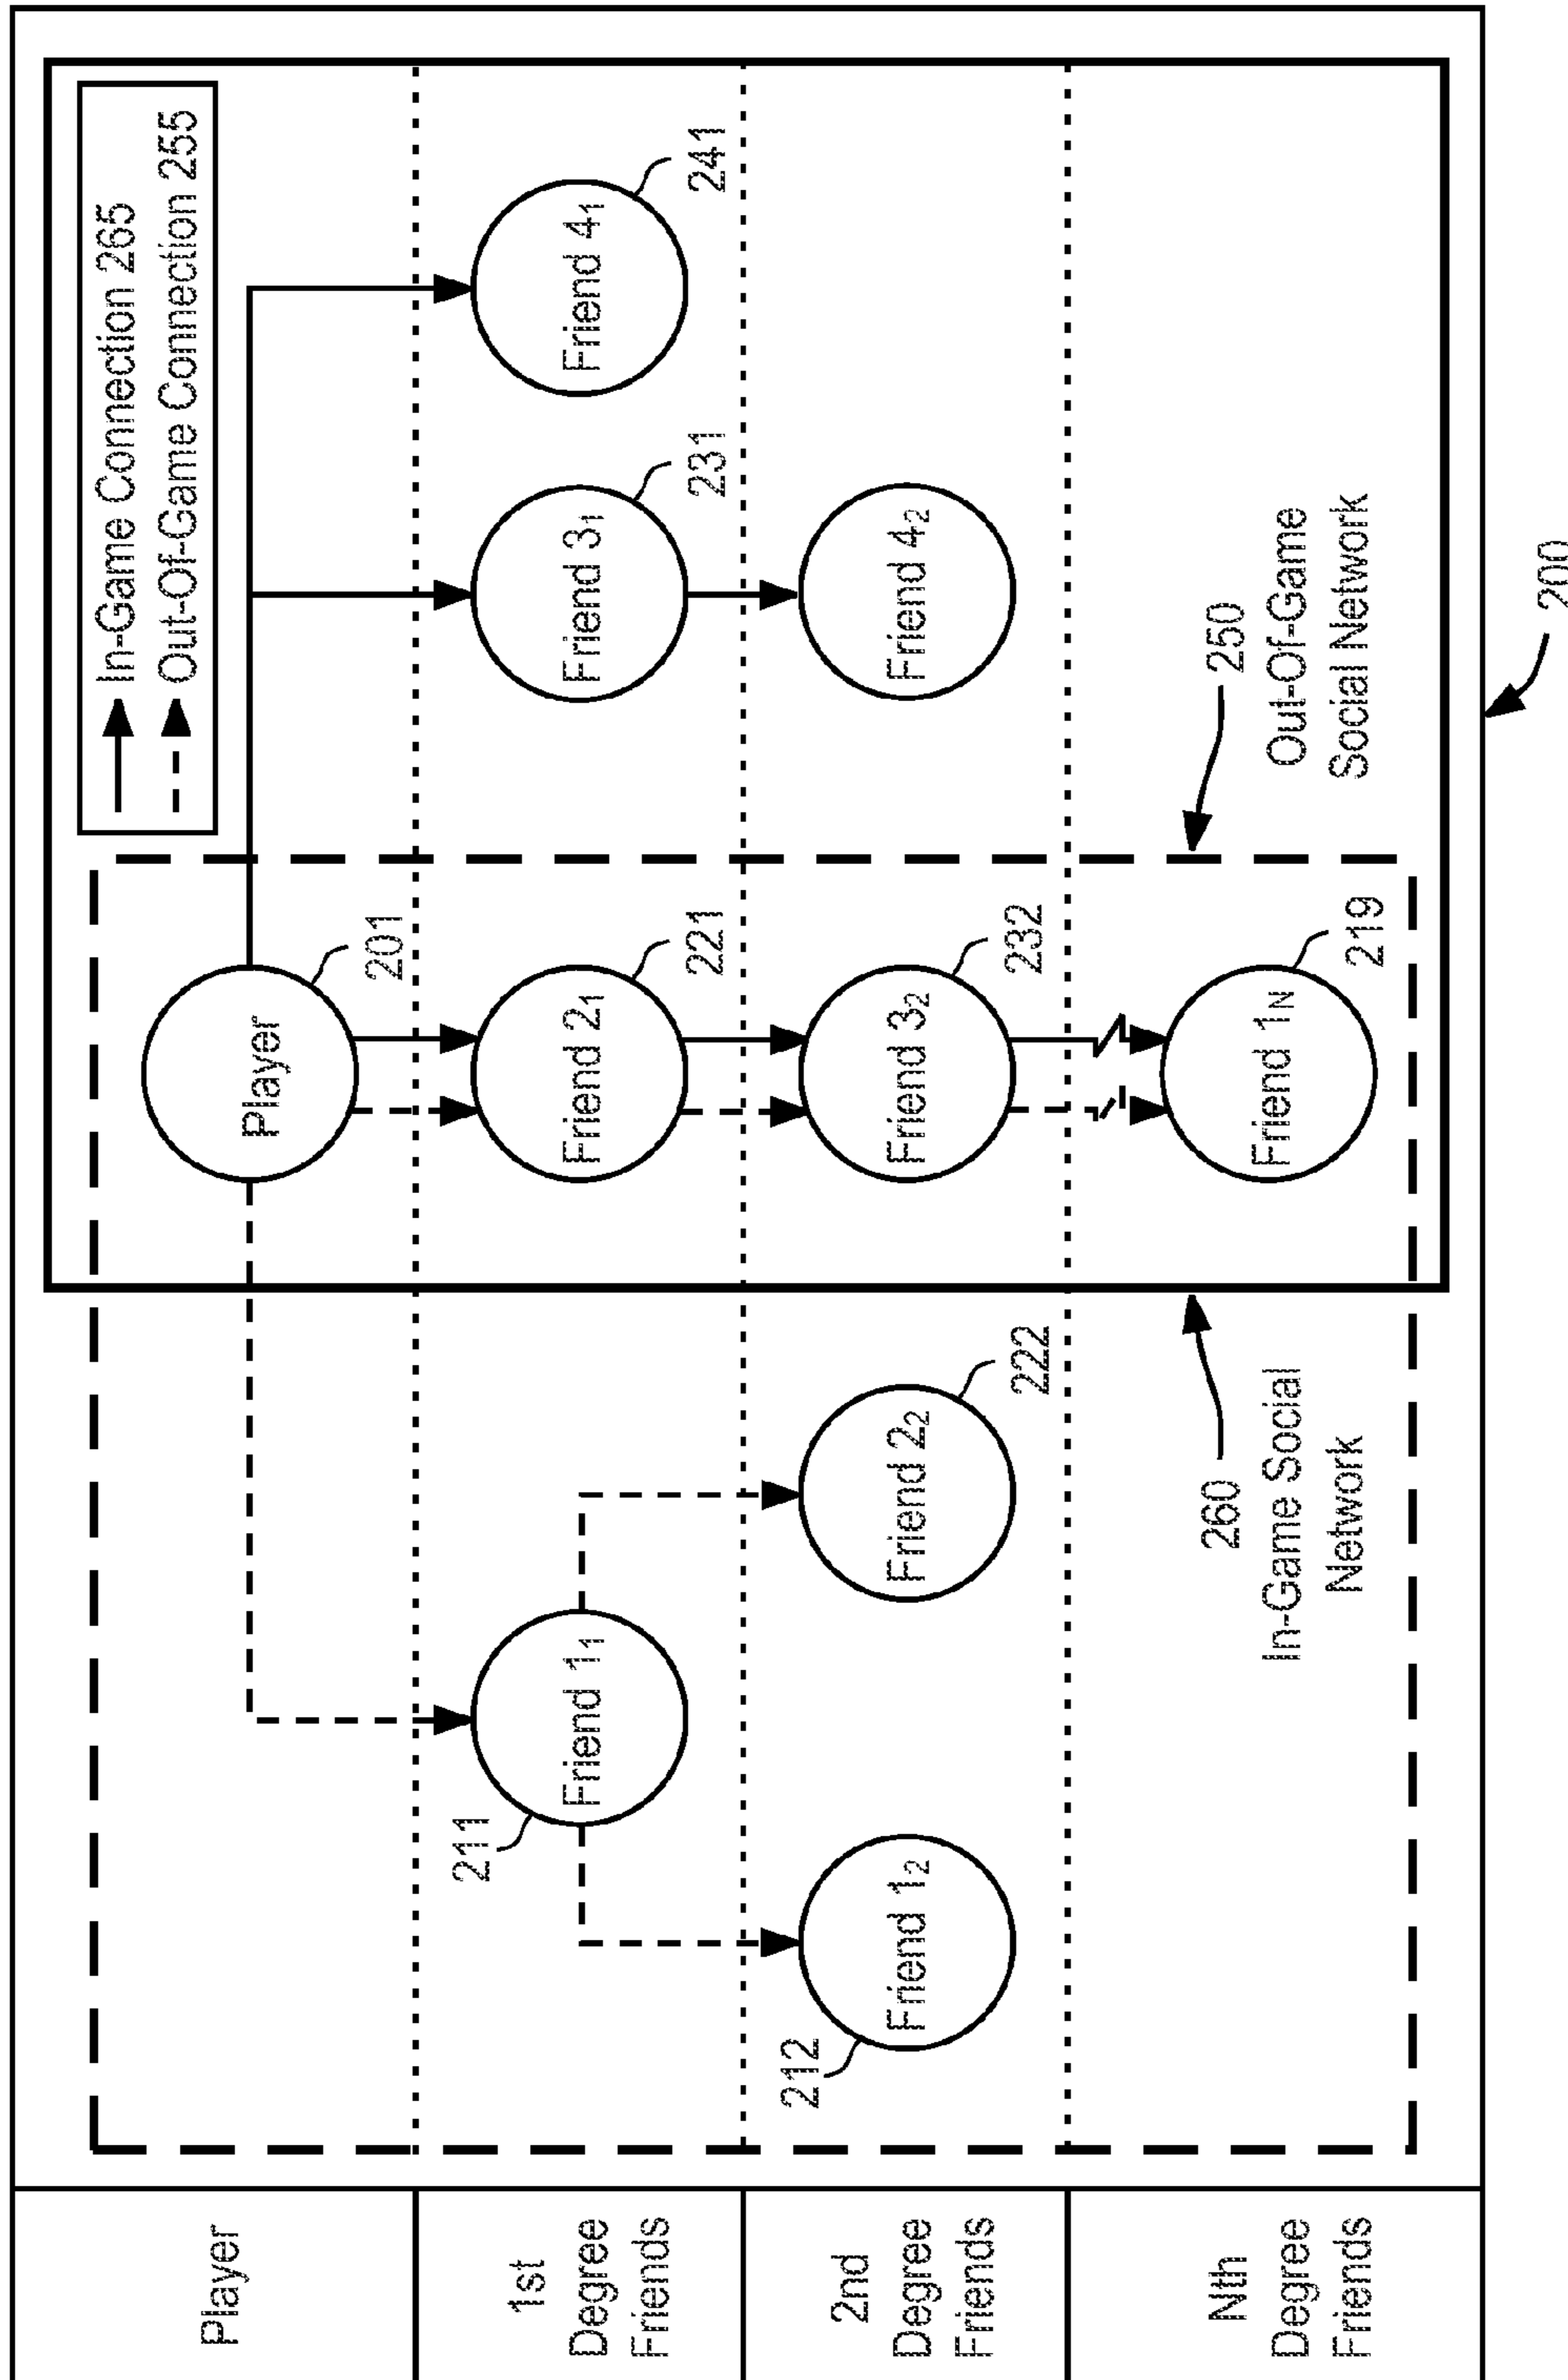 In-Game Connection 265
Out-Of-Game Connection 255
Player
Player
201
1st
Degree
Friends
211
Friend 1₁
Friend 2₁
221
Friend 3₁
231
Friend 4₁
241
2nd
Degree
Friends
212
Friend 1₂
Friend 2₂
222
Friend 3₂
232
Friend 4₂
Nth
Degree
Friends
260
In-Game Social
Network
Friend 1N
219
250
Out-Of-Game
Social Network
200